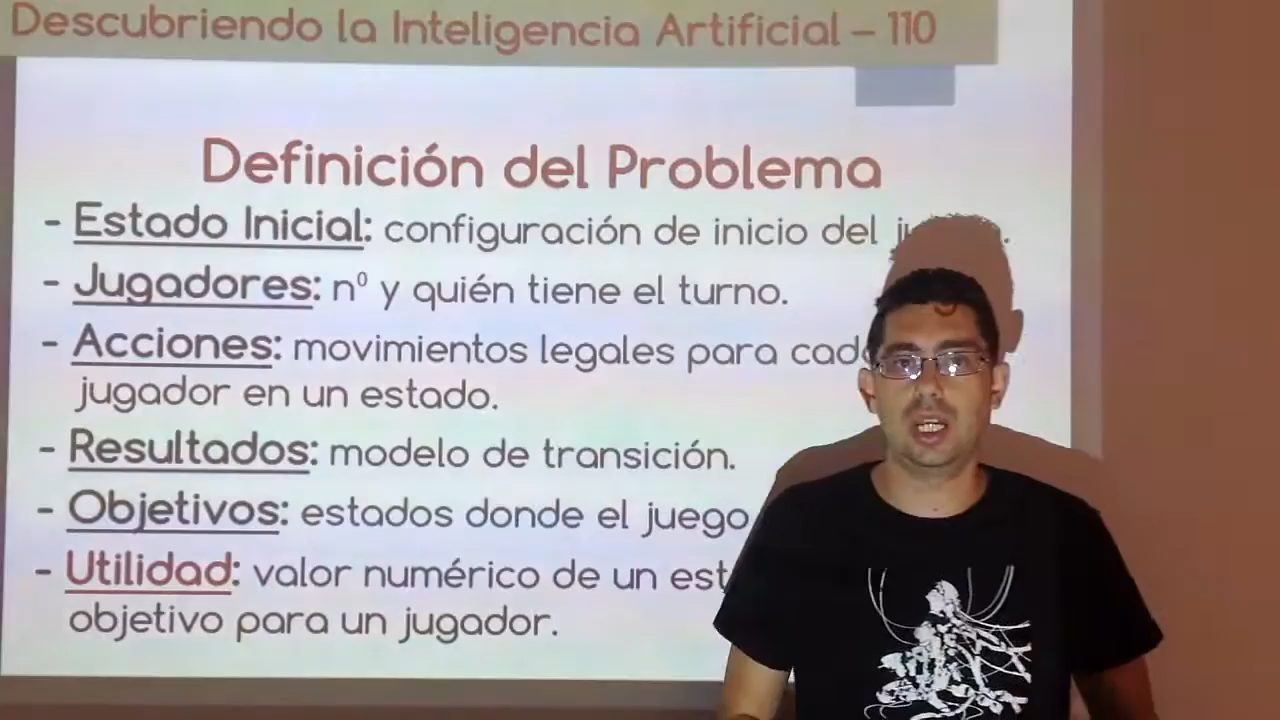 Descubriendo la Inteligencia Artificial – 110
Definición del Problema
- Estado Inicial: configuración de inicio del
- Jugadores: nº y quién tiene el turno.
- Acciones: movimientos legales para cada
jugador en un estado.
- Resultados: modelo de transición.
- Objetivos: estados donde el juego
- Utilidad: valor numérico de un
objetivo para un jugador.